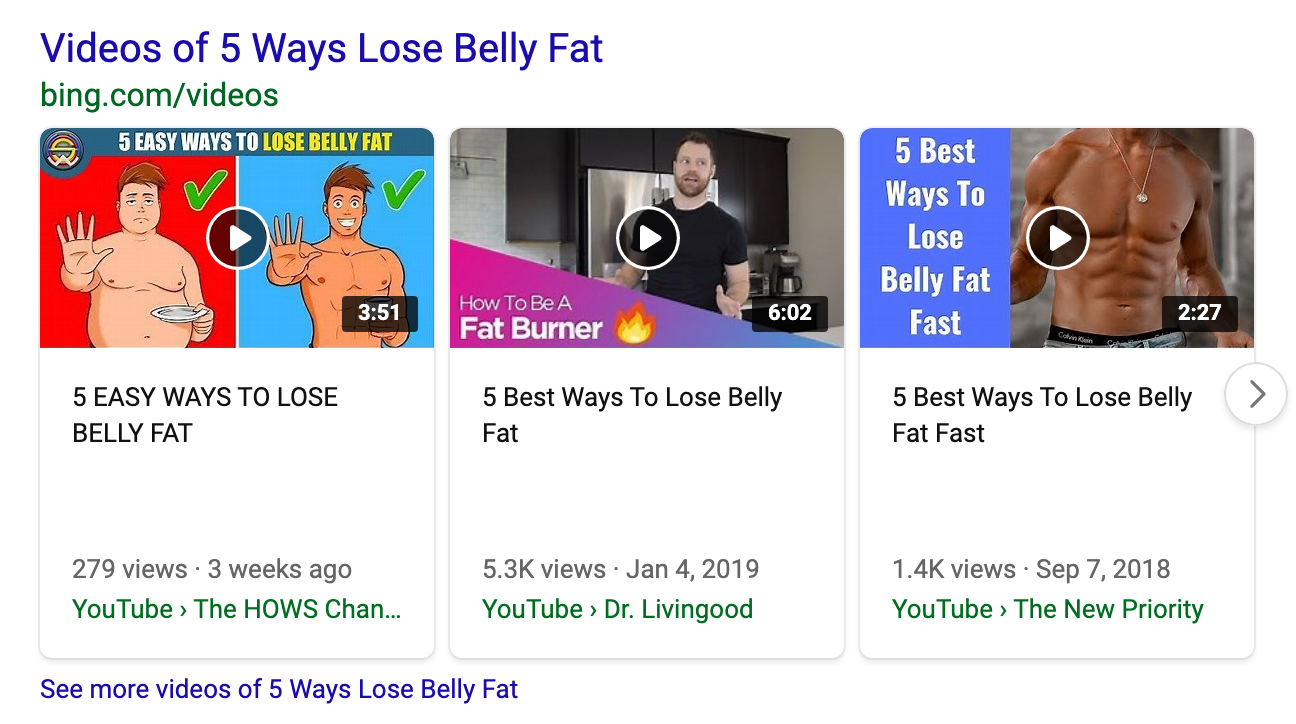 Videos of 5 Ways Lose Belly Fat
bing.com/videos
5 EASY WAYS TO LOSE BELLY FAT
3:51
How To Be A
Fat Burner
6:02
5 Best
Ways To
Lose
Belly Fat
Fast
Calvin Klein
Calvin Klein
2:27
5 EASY WAYS TO LOSE
BELLY FAT
279 views · 3 weeks ago
YouTube › The HOWS Chan...
5 Best Ways To Lose Belly
Fat
5.3K views · Jan 4, 2019
YouTube › Dr. Livingood
5 Best Ways To Lose Belly
Fat Fast
1.4K views · Sep 7, 2018
YouTube › The New Priority
See more videos of 5 Ways Lose Belly Fat